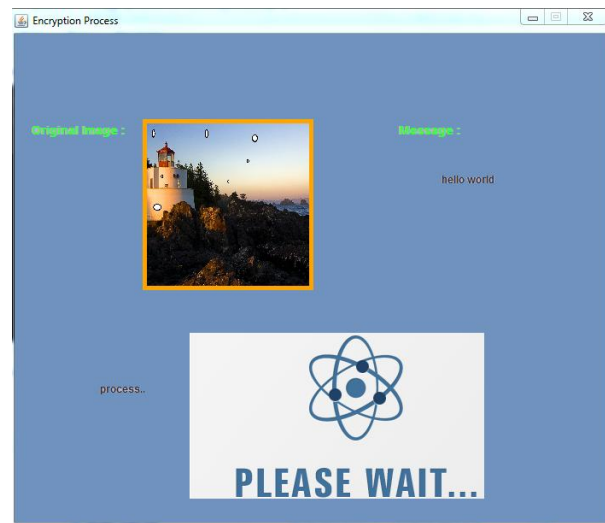 Encryption Process
Original Image :
Message :
hello world
process..
PLEASE WAIT...